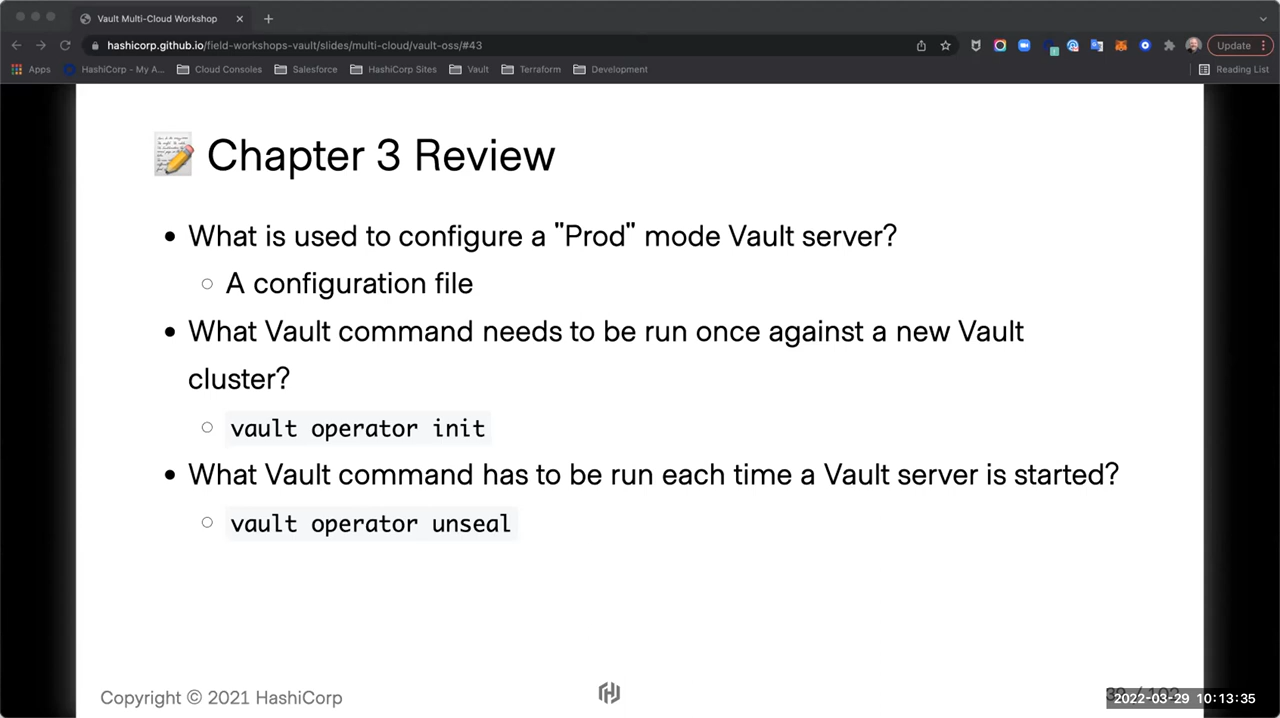 Vault Multi-Cloud Workshop
hashicorp.github.io/field-workshops-vault/slides/multi-cloud/vault-oss/#43
Update
Apps
HashiCorp - My A...
Cloud Consoles
Salesforce
HashiCorp Sites
Vault
Terraform
Development
Reading List
Chapter 3 Review
• What is used to configure a "Prod" mode Vault server?
○ A configuration file
• What Vault command needs to be run once against a new Vault
cluster?
○ vault operator init
• What Vault command has to be run each time a Vault server is started?
○ vault operator unseal
Copyright © 2021 HashiCorp
2022-03-29 10:13:35